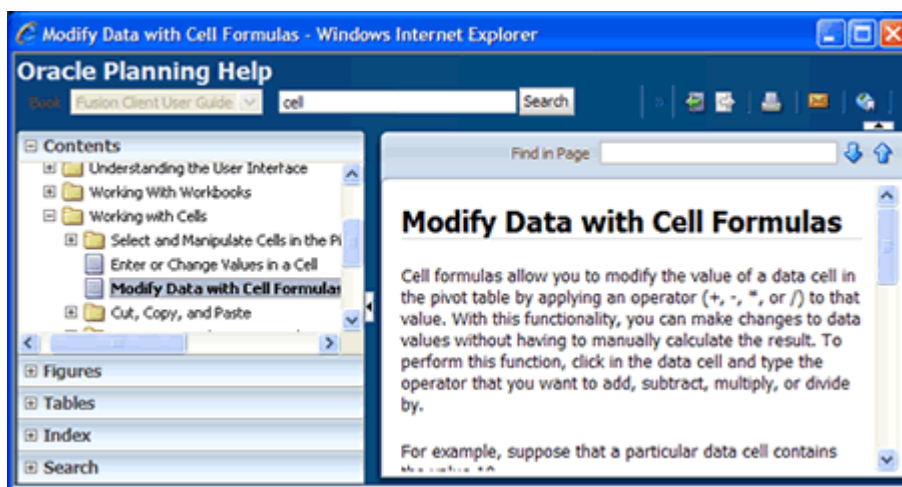 Modify Data with Cell Formulas - Windows Internet Explorer
Oracle Planning Help
Book Fusion Client User Guide cell Search
Contents
Understanding the User Interface
Working With Workbooks
Working with Cells
Select and Manipulate Cells in the Pi
Enter or Change Values in a Cell
Modify Data with Cell Formulas
Cut, Copy, and Paste
Figures
Tables
Index
Search
Find in Page
Modify Data with Cell Formulas
Cell formulas allow you to modify the value of a data cell in
the pivot table by applying an operator (+, -, *, or /) to that
value. With this functionality, you can make changes to data
values without having to manually calculate the result. To
perform this function, click in the data cell and type the
operator that you want to add, subtract, multiply, or divide
by.
For example, suppose that a particular data cell contains
the value 10